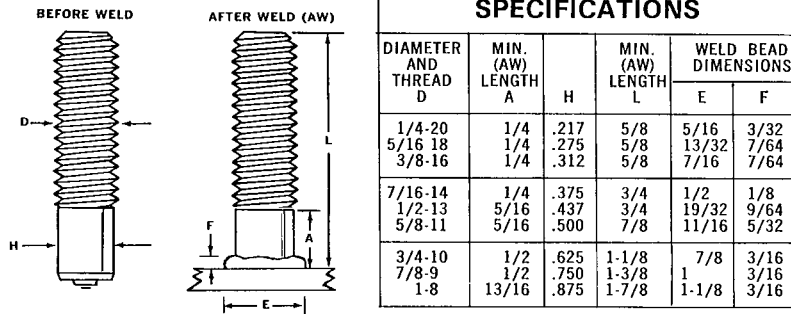 BEFORE WELD
D
H
AFTER WELD (AW)
L
F
A
E
SPECIFICATIONS
DIAMETER AND THREAD D MIN. (AW) LENGTH A H MIN. (AW) LENGTH L WELD BEAD DIMENSIONS E F
1/4-20 1/4 .217 5/8 5/16 3/32
5/16 18 1/4 .275 5/8 13/32 7/64
3/8-16 1/4 .312 5/8 7/16 7/64
7/16-14 1/4 .375 3/4 1/2 1/8
1/2-13 5/16 .437 3/4 19/32 9/64
5/8-11 5/16 .500 7/8 11/16 5/32
3/4-10 1/2 .625 1-1/8 7/8 3/16
7/8-9 1/2 .750 1-3/8 1 3/16
1-8 13/16 .875 1-7/8 1-1/8 3/16